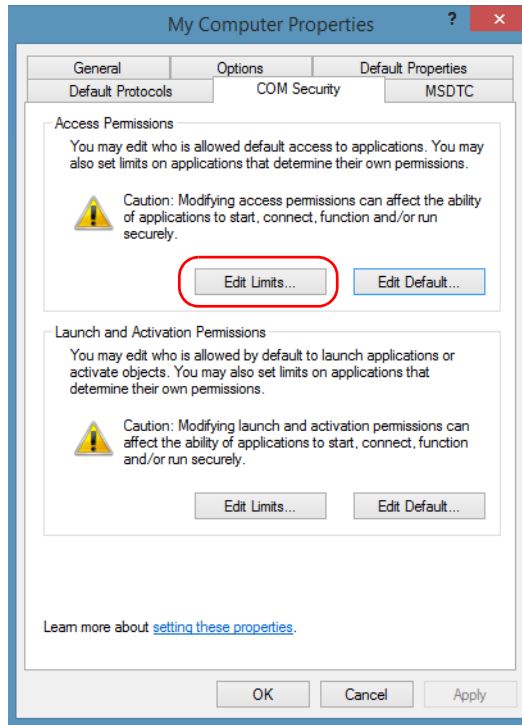 My Computer Properties
?
×
General
Options
Default Properties
Default Protocols
COM Security
MSDTC
Access Permissions
You may edit who is allowed default access to applications. You may
also set limits on applications that determine their own permissions.
Caution: Modifying access permissions can affect the ability
of applications to start, connect, function and/or run
securely.
Edit Limits...
Edit Default...
Launch and Activation Permissions
You may edit who is allowed by default to launch applications or
activate objects. You may also set limits on applications that
determine their own permissions.
Caution: Modifying launch and activation permissions can
affect the ability of applications to start, connect, function
and/or run securely.
Edit Limits...
Edit Default...
Learn more about setting these properties.
OK
Cancel
Apply